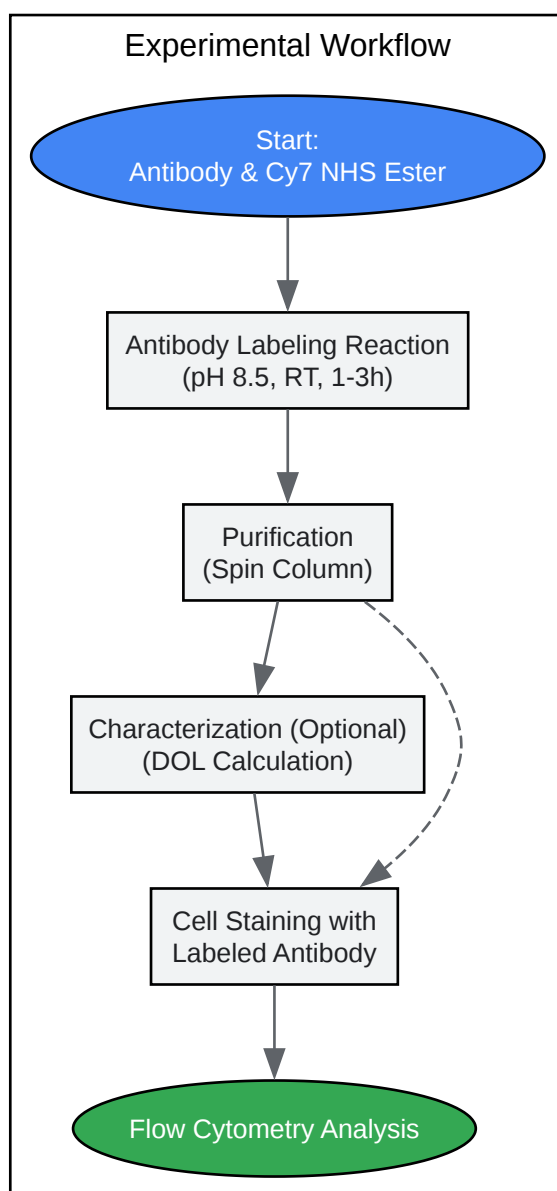 Experimental Workflow
Start:
Antibody & Cy7 NHS Ester
Antibody Labeling Reaction
(pH 8.5, RT, 1-3h)
Purification
(Spin Column)
Characterization (Optional)
(DOL Calculation)
Cell Staining with
Labeled Antibody
Flow Cytometry Analysis